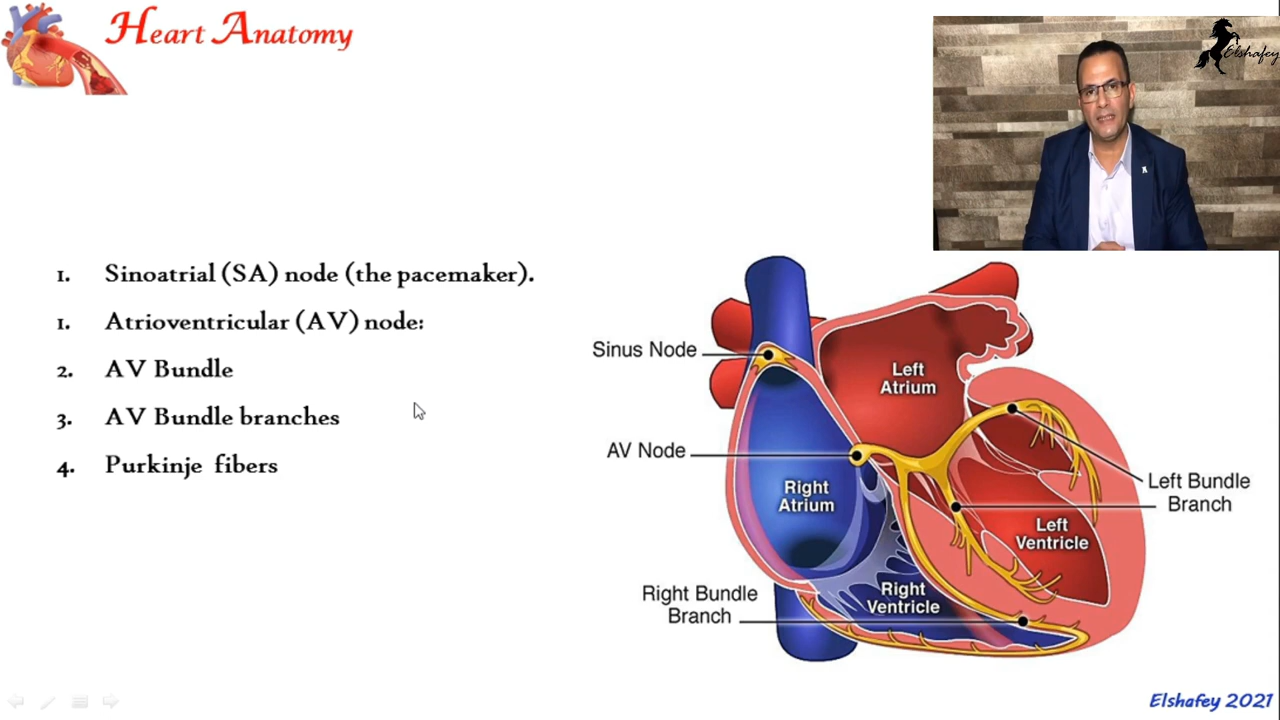 Heart Anatomy
Elshafey
1. Sinoatrial (SA) node (the pacemaker).
1. Atrioventricular (AV) node:
2. AV Bundle
3. AV Bundle branches
4. Purkinje fibers
Sinus Node
AV Node
Right Bundle
Branch
Left
Atrium
Right
Atrium
Left
Ventricle
Right
Ventricle
Left Bundle
Branch
Elshafey 2021